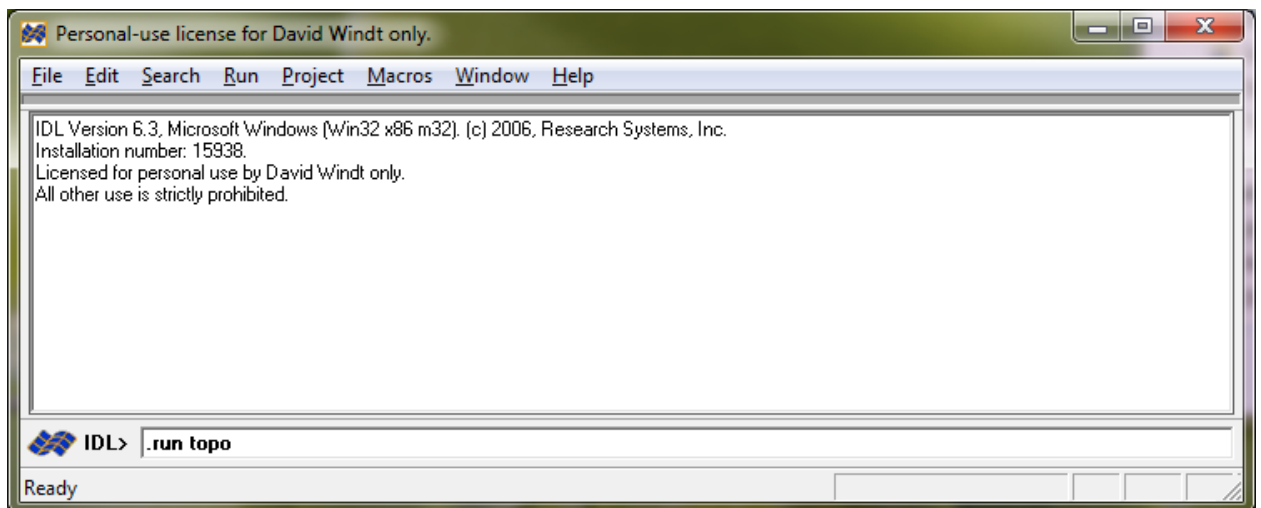 Personal-use license for David Windt only.
File Edit Search Run Project Macros Window Help
IDL Version 6.3, Microsoft Windows (Win32 x86 m32). (c) 2006, Research Systems, Inc.
Installation number: 15938.
Licensed for personal use by David Windt only.
All other use is strictly prohibited.
IDL> .run topo
Ready